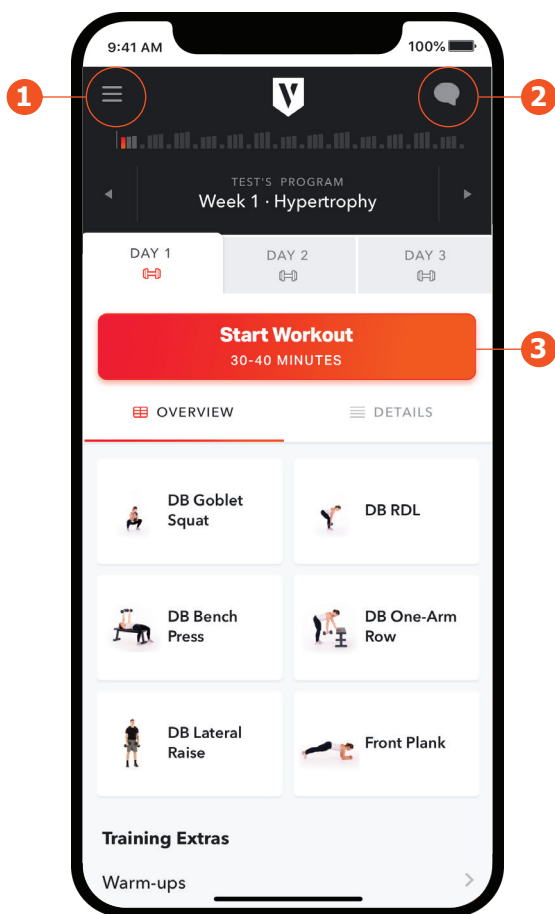 9:41 AM
100%
1
2
TEST'S PROGRAM
Week 1 · Hypertrophy
DAY 1
DAY 2
DAY 3
Start Workout
30-40 MINUTES
3
OVERVIEW
DETAILS
DB Goblet
Squat
DB RDL
DB Bench
Press
DB One-Arm
Row
DB Lateral
Raise
Front Plank
Training Extras
Warm-ups